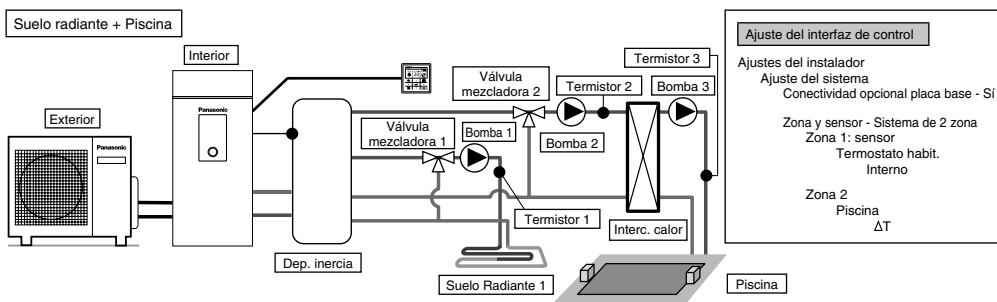 Suelo radiante + Piscina
Interior
Panasonic
Exterior
Panasonic
Válvula
mezcladora 1
Bomba 1
Válvula
mezcladora 2
Termistor 2
Bomba 2
Termistor 3
Bomba 3
Termistor 1
Interc. calor
Dep. inercia
Suelo Radiante 1
Piscina
Ajuste del interfaz de control
Ajustes del instalador
Ajuste del sistema
Conectividad opcional placa base - Sí
Zona y sensor - Sistema de 2 zona
Zona 1: sensor
Termostato habit.
Interno
Zona 2
Piscina
ΔT